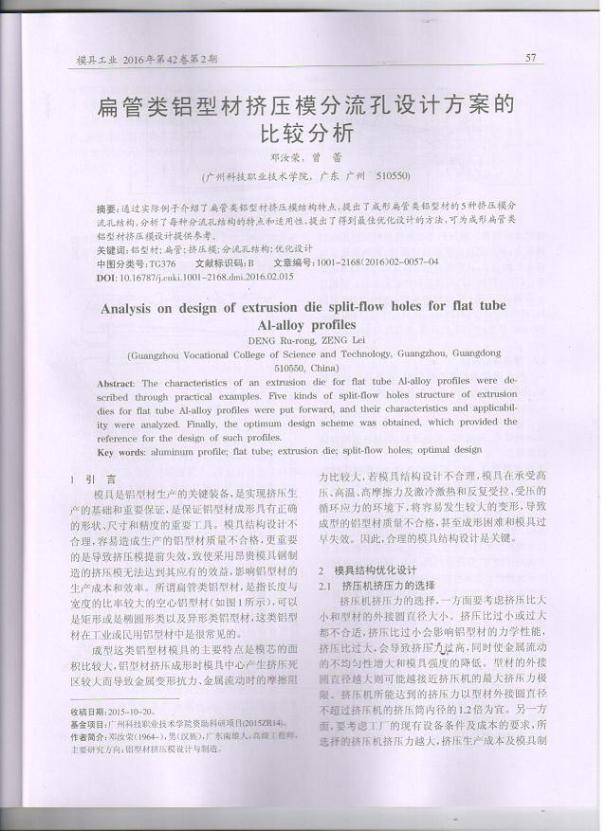 模具工业 2016年第42卷第2期
57
扁管类铝型材挤压模分流孔设计方案的
比较分析
邓汝荣，曾 蕾
(广州科技职业技术学院，广东 广州 510550)
摘要：通过实际例子介绍了扁管类铝型材挤压模结构特点，提出了成形扁管类铝型材的5种挤压模分
流孔结构，分析了每种分流孔结构的特点和适用性，提出了得到最佳优化设计的方法，可为成形扁管类
铝型材挤压模设计提供参考。
关键词：铝型材；扁管；挤压模；分流孔结构；优化设计
中图分类号：TG376 文献标识码：B 文章编号：1001-2168(2016)02-0057-04
DOI：10.16787/j.cnki.1001-2168.dmi.2016.02.015
Analysis on design of extrusion die split-flow holes for flat tube
Al-alloy profiles
DENG Ru-rong, ZENG Lei
(Guangzhou Vocational College of Science and Technology, Guangzhou, Guangdong
510550, China)
Abstract: The characteristics of an extrusion die for flat tube Al-alloy profiles were de-
scribed through practical examples. Five kinds of split-flow holes structure of extrusion
dies for flat tube Al-alloy profiles were put forward, and their characteristics and applicabil-
ity were analyzed. Finally, the optimum design scheme was obtained, which provided the
reference for the design of such profiles.
Key words: aluminum profile; flat tube; extrusion die; split-flow holes; optimal design
1 引 言
模具是铝型材生产的关键装备，是实现挤压生
产的基础和重要保证，是保证铝型材成形具有正确
的形状、尺寸和精度的重要工具。模具结构设计不
合理，容易造成生产的铝型材质量不合格，更重要
的是导致挤压模提前失效，致使采用昂贵模具钢制
造的挤压模无法达到其应有的效益，影响铝型材的
生产成本和效率。所谓扁管类铝型材，是指长度与
宽度的比率较大的空心铝型材(如图1所示)，可以
是矩形或是椭圆形类以及异形类铝型材，这类铝型
材在工业或民用铝型材中是很常见的。
成型这类铝型材模具的主要特点是模芯的面
积比较大，铝型材挤压成形时模具中心产生挤压死
区较大而导致金属变形抗力、金属流动时的摩擦阻
收稿日期：2015-10-20。
基金项目：广州科技职业技术学院资助科研项目(2015ZR14)。
作者简介：邓汝荣(1964-)，男(汉族)，广东南雄人，高级工程师，
主要研究方向：铝型材挤压模设计与制造。
力比较大，若模具结构设计不合理，模具在承受高
压、高温、高摩擦力及激冷激热和反复受拉、受压的
循环应力的环境下，将容易发生较大的变形，导致
成型的铝型材质量不合格，甚至成形困难和模具过
早失效。因此，合理的模具结构设计是关键。
2 模具结构优化设计
2.1 挤压机挤压力的选择
挤压机挤压力的选择，一方面要考虑挤压比大
小和型材的外接圆直径大小。挤压比过小或过大
都不合适，挤压比过小会影响铝型材的力学性能，
挤压比过大，会导致挤压力过高，同时使金属流动
的不均匀性增大和模具强度的降低。型材的外接
圆直径越大则可能越接近挤压机的最大挤压力极
限。挤压机所能达到的挤压力以型材外接圆直径
不超过挤压机的挤压筒内径的1.2倍为宜。另一方
面，要考虑工厂的现有设备条件及成本的要求，所
选择的挤压机挤压力越大，挤压生产成本及模具制